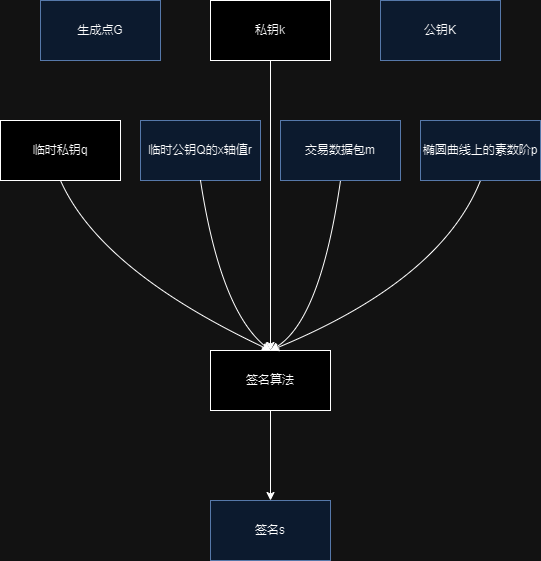 生成点G
私钥k
公钥K
临时私钥q
临时公钥Q的x轴值r
交易数据包m
椭圆曲线上的素数阶p
签名算法
签名s